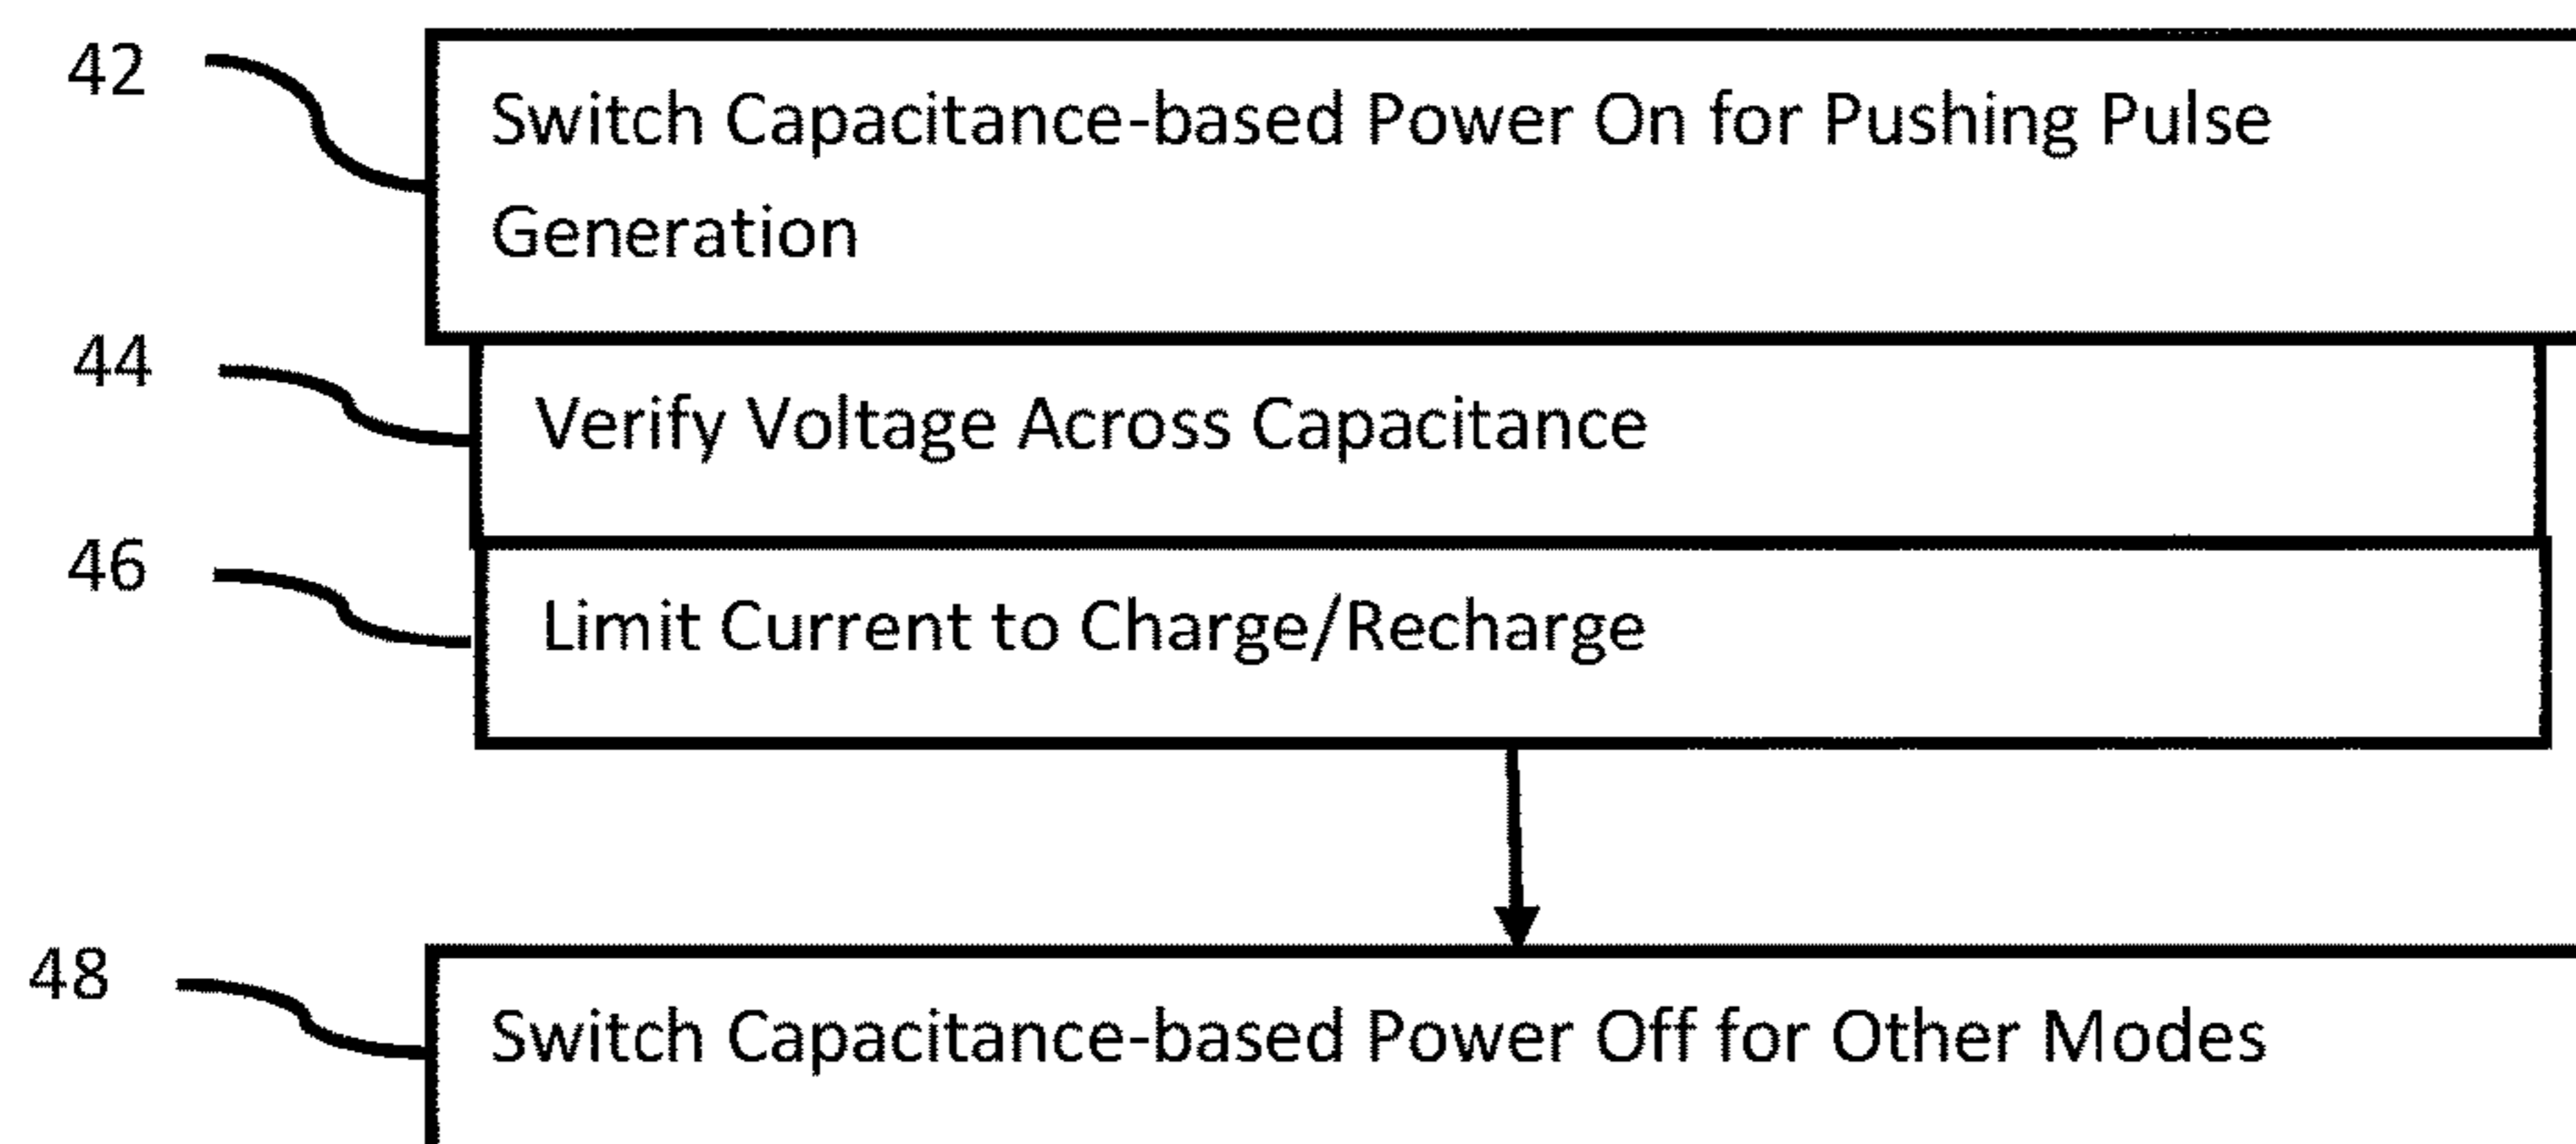 42
Switch Capacitance-based Power On for Pushing Pulse
Generation
44
Verify Voltage Across Capacitance
46
Limit Current to Charge/Recharge
48
Switch Capacitance-based Power Off for Other Modes